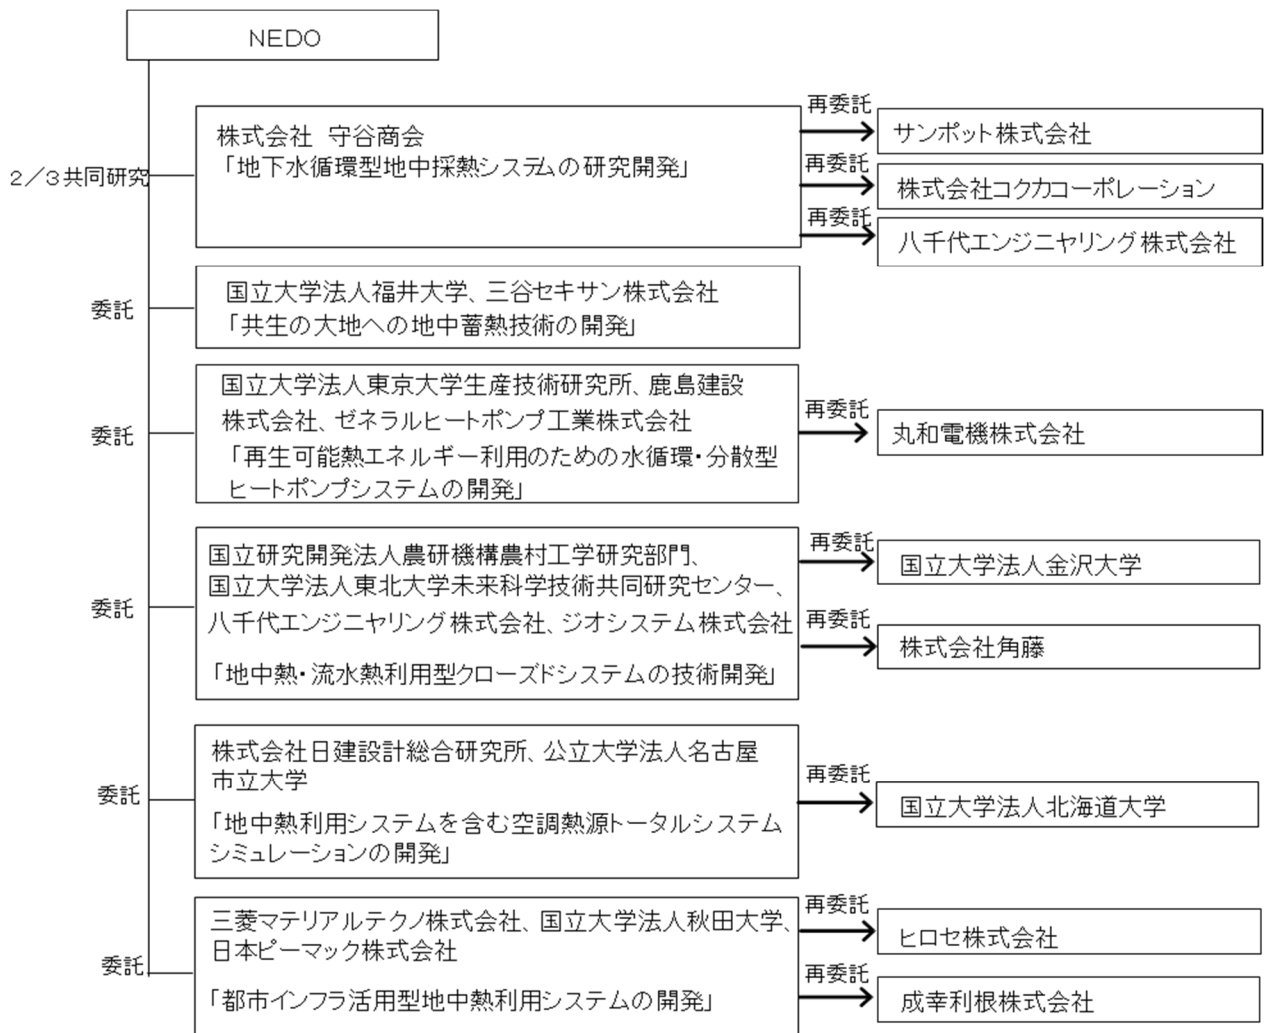 NEDO
2／3共同研究
株式会社 守谷商会
「地下水循環型地中採熱システムの研究開発」
再委託
サンポット株式会社
再委託
株式会社コクカコーポレーション
再委託
八千代エンジニヤリング株式会社
委託
国立大学法人福井大学、三谷セキサン株式会社
「共生の大地への地中蓄熱技術の開発」
委託
国立大学法人東京大学生産技術研究所、鹿島建設
株式会社、ゼネラルヒートポンプ工業株式会社
「再生可能熱エネルギー利用のための水循環・分散型
ヒートポンプシステムの開発」
再委託
丸和電機株式会社
委託
国立研究開発法人農研機構農村工学研究部門、
国立大学法人東北大学未来科学技術共同研究センター、
八千代エンジニヤリング株式会社、ジオシステム株式会社
「地中熱・流水熱利用型クローズドシステムの技術開発」
再委託
国立大学法人金沢大学
再委託
株式会社角藤
委託
株式会社日建設計総合研究所、公立大学法人名古屋
市立大学
「地中熱利用システムを含む空調熱源トータルシステム
シミュレーションの開発」
再委託
国立大学法人北海道大学
委託
三菱マテリアルテクノ株式会社、国立大学法人秋田大学、
日本ピーマック株式会社
「都市インフラ活用型地中熱利用システムの開発」
再委託
ヒロセ株式会社
再委託
成幸利根株式会社